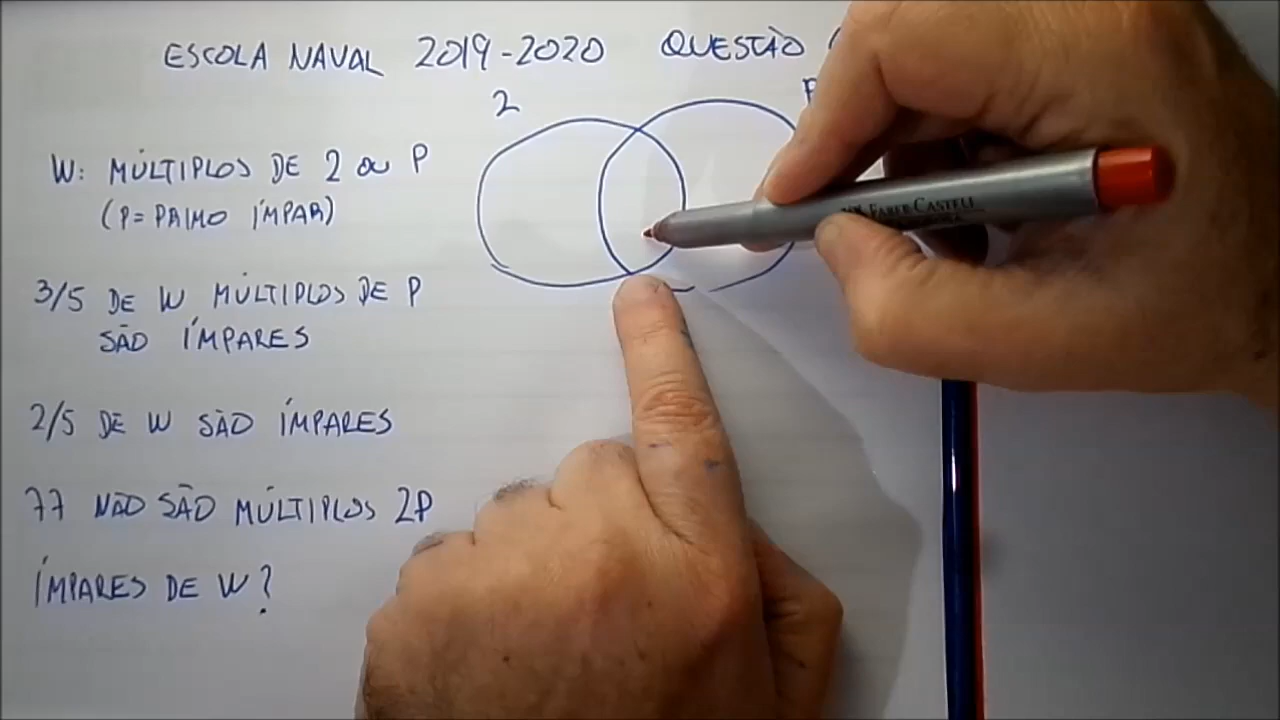 ESCOLA NAVAL 2019-2020 QUESTÃO
2
P
W: MÚLTIPLOS DE 2 OU P
(P=PRIMO ÍMPAR)
3/5 DE W MÚLTIPLOS DE P
SÃO ÍMPARES
2/5 DE W SÃO ÍMPARES
77 NÃO SÃO MÚLTIPLOS 2P
ÍMPARES DE W?
FABER CASTELL